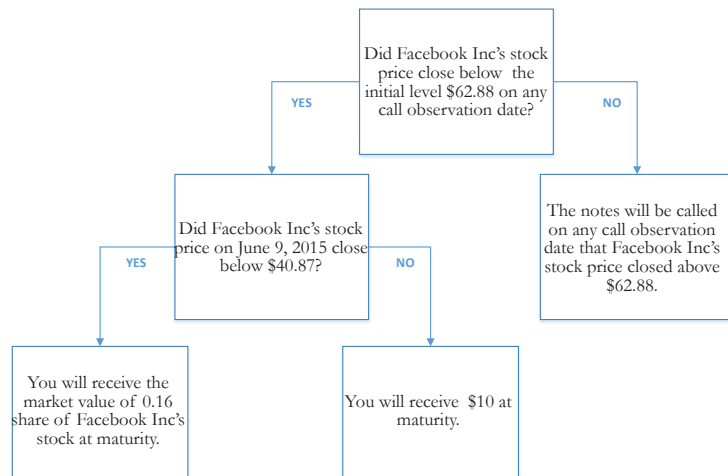 Did Facebook Inc's stock
price close below the
initial level $62.88 on any
call observation date?
YES
NO
Did Facebook Inc's stock
price on June 9, 2015 close
below $40.87?
The notes will be called
on any call observation
date that Facebook Inc's
stock price closed above
$62.88.
YES
NO
You will receive the
market value of 0.16
share of Facebook Inc's
stock at maturity.
You will receive $10 at
maturity.